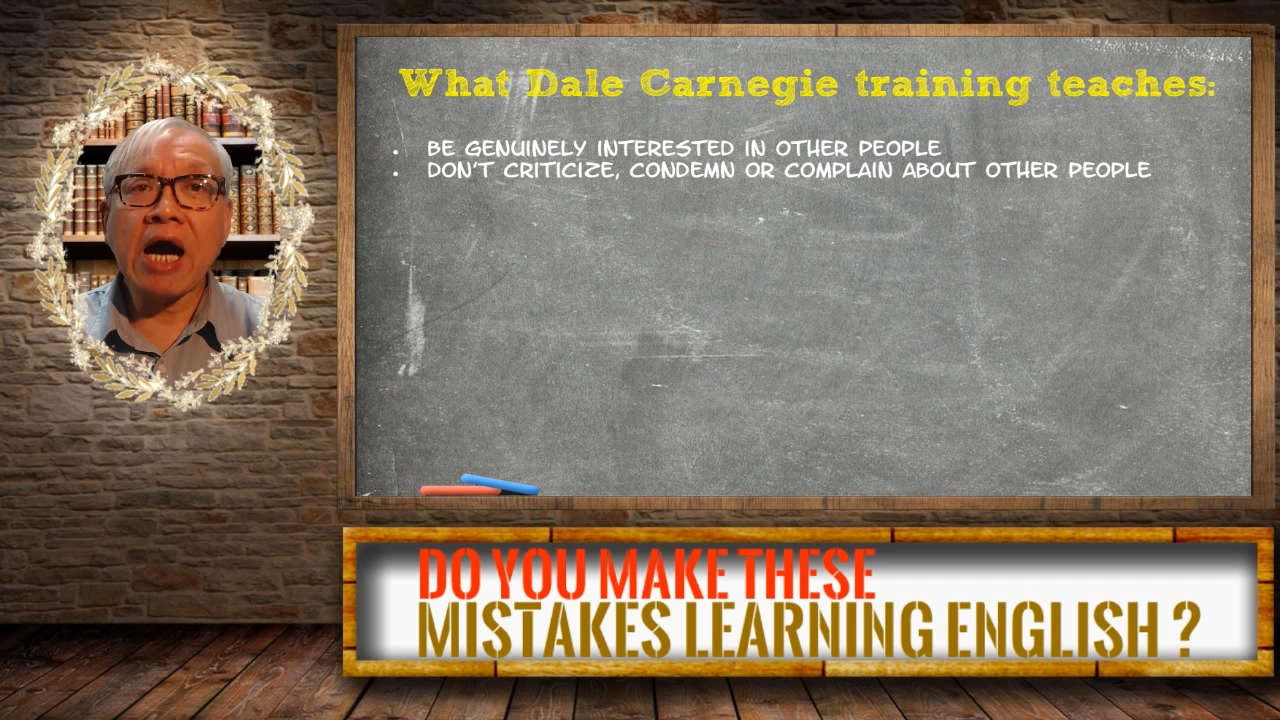 What Dale Carnegie training teaches:
• BE GENUINELY INTERESTED IN OTHER PEOPLE
• DON'T CRITICIZE, CONDEMN OR COMPLAIN ABOUT OTHER PEOPLE
DO YOU MAKE THESE
MISTAKES LEARNING ENGLISH ?